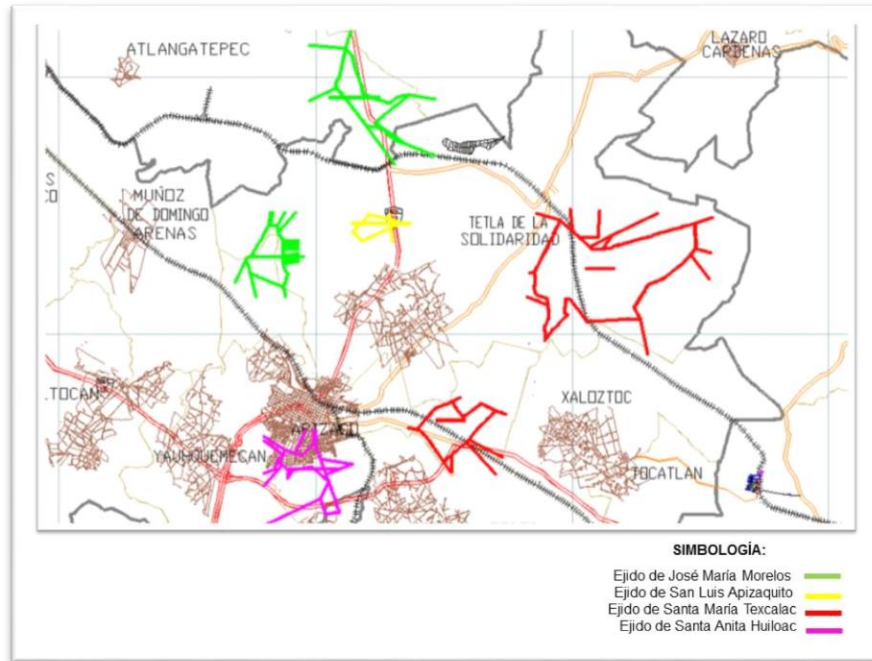 ATLANGATEPEC
LAZARO
CARDENAS
MUÑOZ
DE DOMINGO
ARENAS
TETLA DE LA
SOLIDARIDAD
TOCAN
XALOZTOC
APIZACO
YAUHQUEMECAN
TOCATLAN
SIMBOLOGÍA:
Ejido de José María Morelos
Ejido de San Luis Apizaquito
Ejido de Santa María Texcalac
Ejido de Santa Anita Huiloac